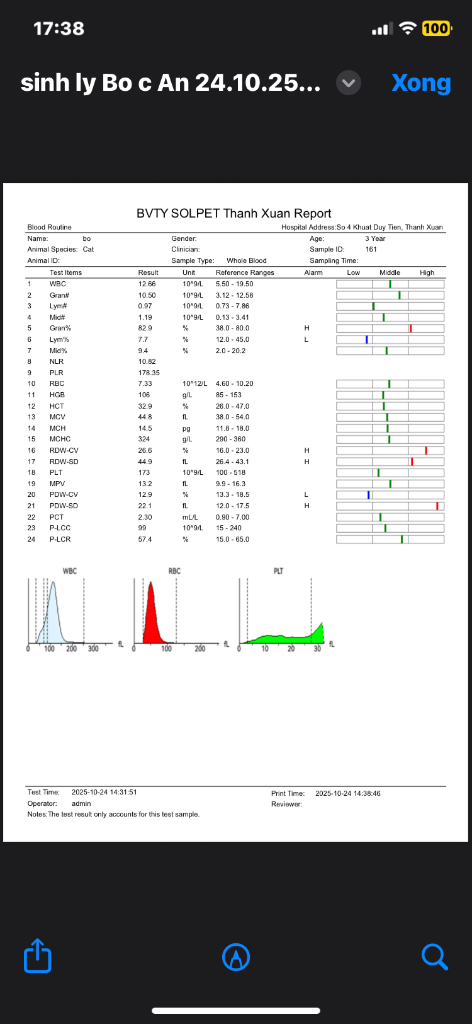 17:38
100
sinh ly Bo c An 24.10.25...
Xong
BVTY SOLPET Thanh Xuan Report
Blood Routine Hospital Address:So 4 Khuat Duy Tien, Thanh Xuan
Name: bo Gender: Age: 3 Year
Animal Species: Cat Clinician: Sample ID: 161
Animal ID: Sample Type: Whole Blood Sampling Time:
Test Items Result Unit Reference Ranges Alarm Low Middle High
1 WBC 12.66 10^9/L 5.50 - 19.50
2 Gran# 10.50 10^9/L 3.12 - 12.58
3 Lym# 0.97 10^9/L 0.73 - 7.86
4 Mid# 1.19 10^9/L 0.13 - 3.41
5 Gran% 82.9 % 38.0 - 80.0 H
6 Lym% 7.7 % 12.0 - 45.0 L
7 Mid% 9.4 % 2.0 - 20.2
8 NLR 10.82
9 PLR 178.35
10 RBC 7.33 10^12/L 4.60 - 10.20
11 HGB 106 g/L 85 - 153
12 HCT 32.9 % 26.0 - 47.0
13 MCV 44.8 fL 38.0 - 54.0
14 MCH 14.5 pg 11.8 - 18.0
15 MCHC 324 g/L 290 - 360
16 RDW-CV 26.6 % 16.0 - 23.0 H
17 RDW-SD 44.9 fL 26.4 - 43.1 H
18 PLT 173 10^9/L 100 - 518
19 MPV 13.2 fL 9.9 - 16.3
20 PDW-CV 12.9 % 13.3 - 18.5 L
21 PDW-SD 22.1 fL 12.0 - 17.5 H
22 PCT 2.30 mL/L 0.90 - 7.00
23 P-LCC 99 10^9/L 15 - 240
24 P-LCR 57.4 % 15.0 - 65.0
WBC RBC PLT
0 100 200 300 fL 0 100 200 fL 0 10 20 30 fL
Test Time: 2025-10-24 14:31:51 Print Time: 2025-10-24 14:38:46
Operator: admin Reviewer:
Notes:The test result only accounts for this test sample.